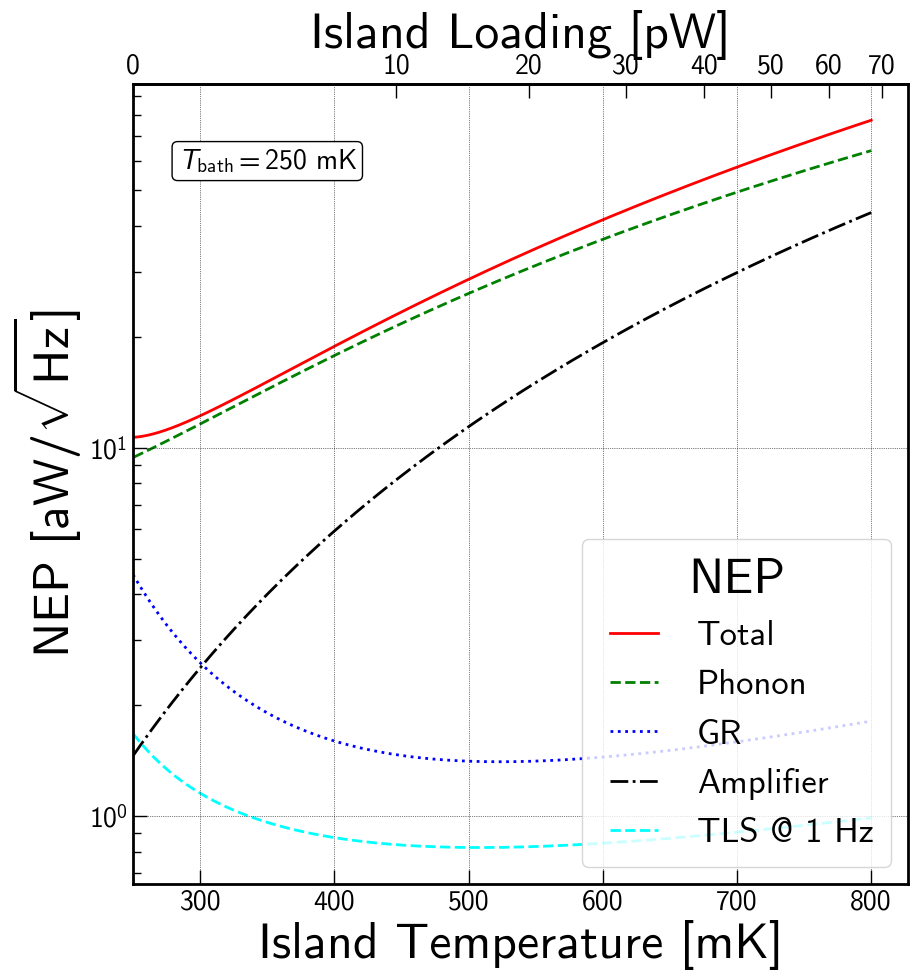 Island Loading [pW]
0 10 20 30 40 50 60 70
T_bath = 250 mK
NEP [aW/√Hz]
10^1
10^0
NEP
Total
Phonon
GR
Amplifier
TLS @ 1 Hz
300 400 500 600 700 800
Island Temperature [mK]